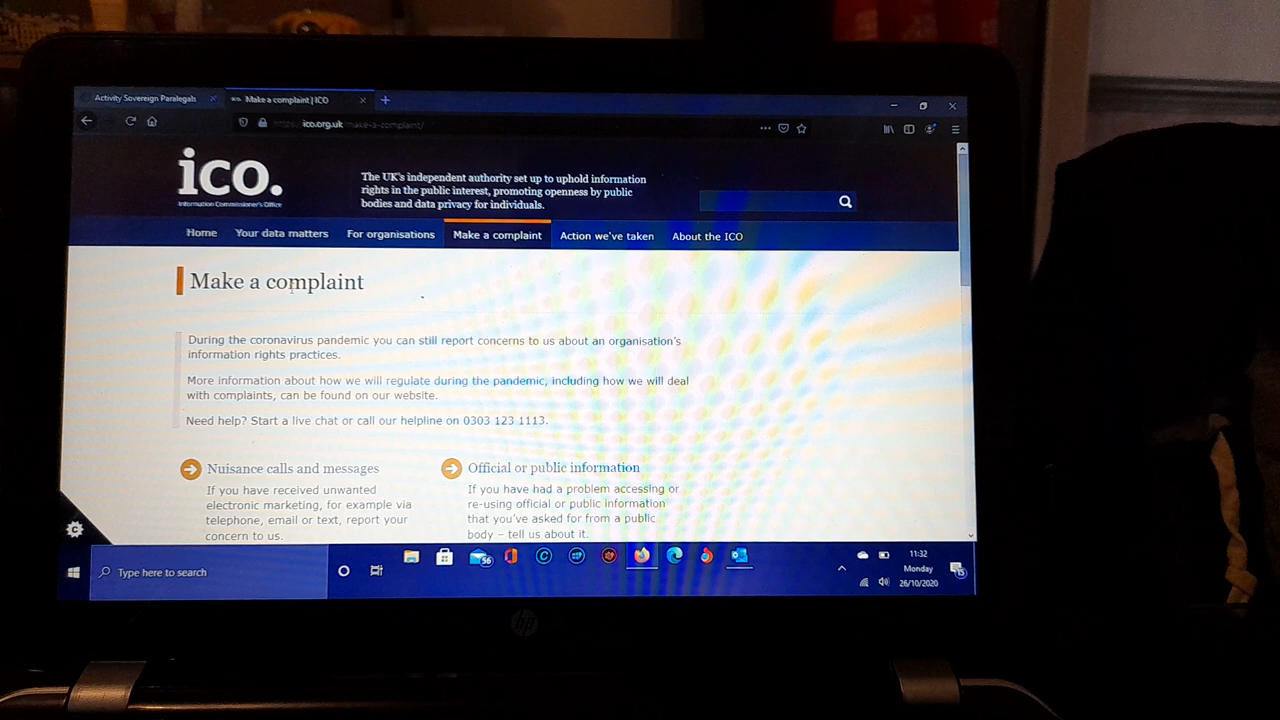 Activity Sovereign Paralegals
Make a complaint | ICO
ico.org.uk/make-a-complaint/
ico.
Information Commissioner's Office
The UK's independent authority set up to uphold information
rights in the public interest, promoting openness by public
bodies and data privacy for individuals.
Home Your data matters For organisations Make a complaint Action we've taken About the ICO
Make a complaint
During the coronavirus pandemic you can still report concerns to us about an organisation's
information rights practices.
More information about how we will regulate during the pandemic, including how we will deal
with complaints, can be found on our website.
Need help? Start a live chat or call our helpline on 0303 123 1113.
Nuisance calls and messages
If you have received unwanted
electronic marketing, for example via
telephone, email or text, report your
concern to us.
Official or public information
If you have had a problem accessing or
re-using official or public information
that you've asked for from a public
body – tell us about it.
Type here to search
56
11:32
Monday
26/10/2020
hp